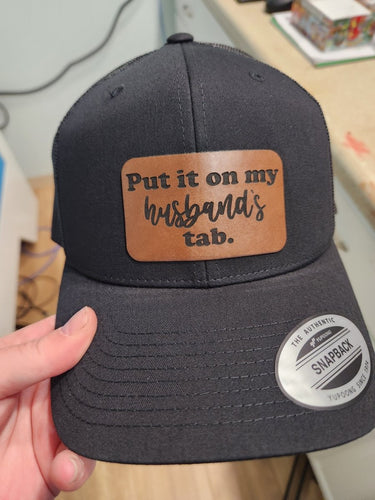 Put it on my
husband's
tab.
THE AUTHENTIC
YUPOONG
SNAPBACK